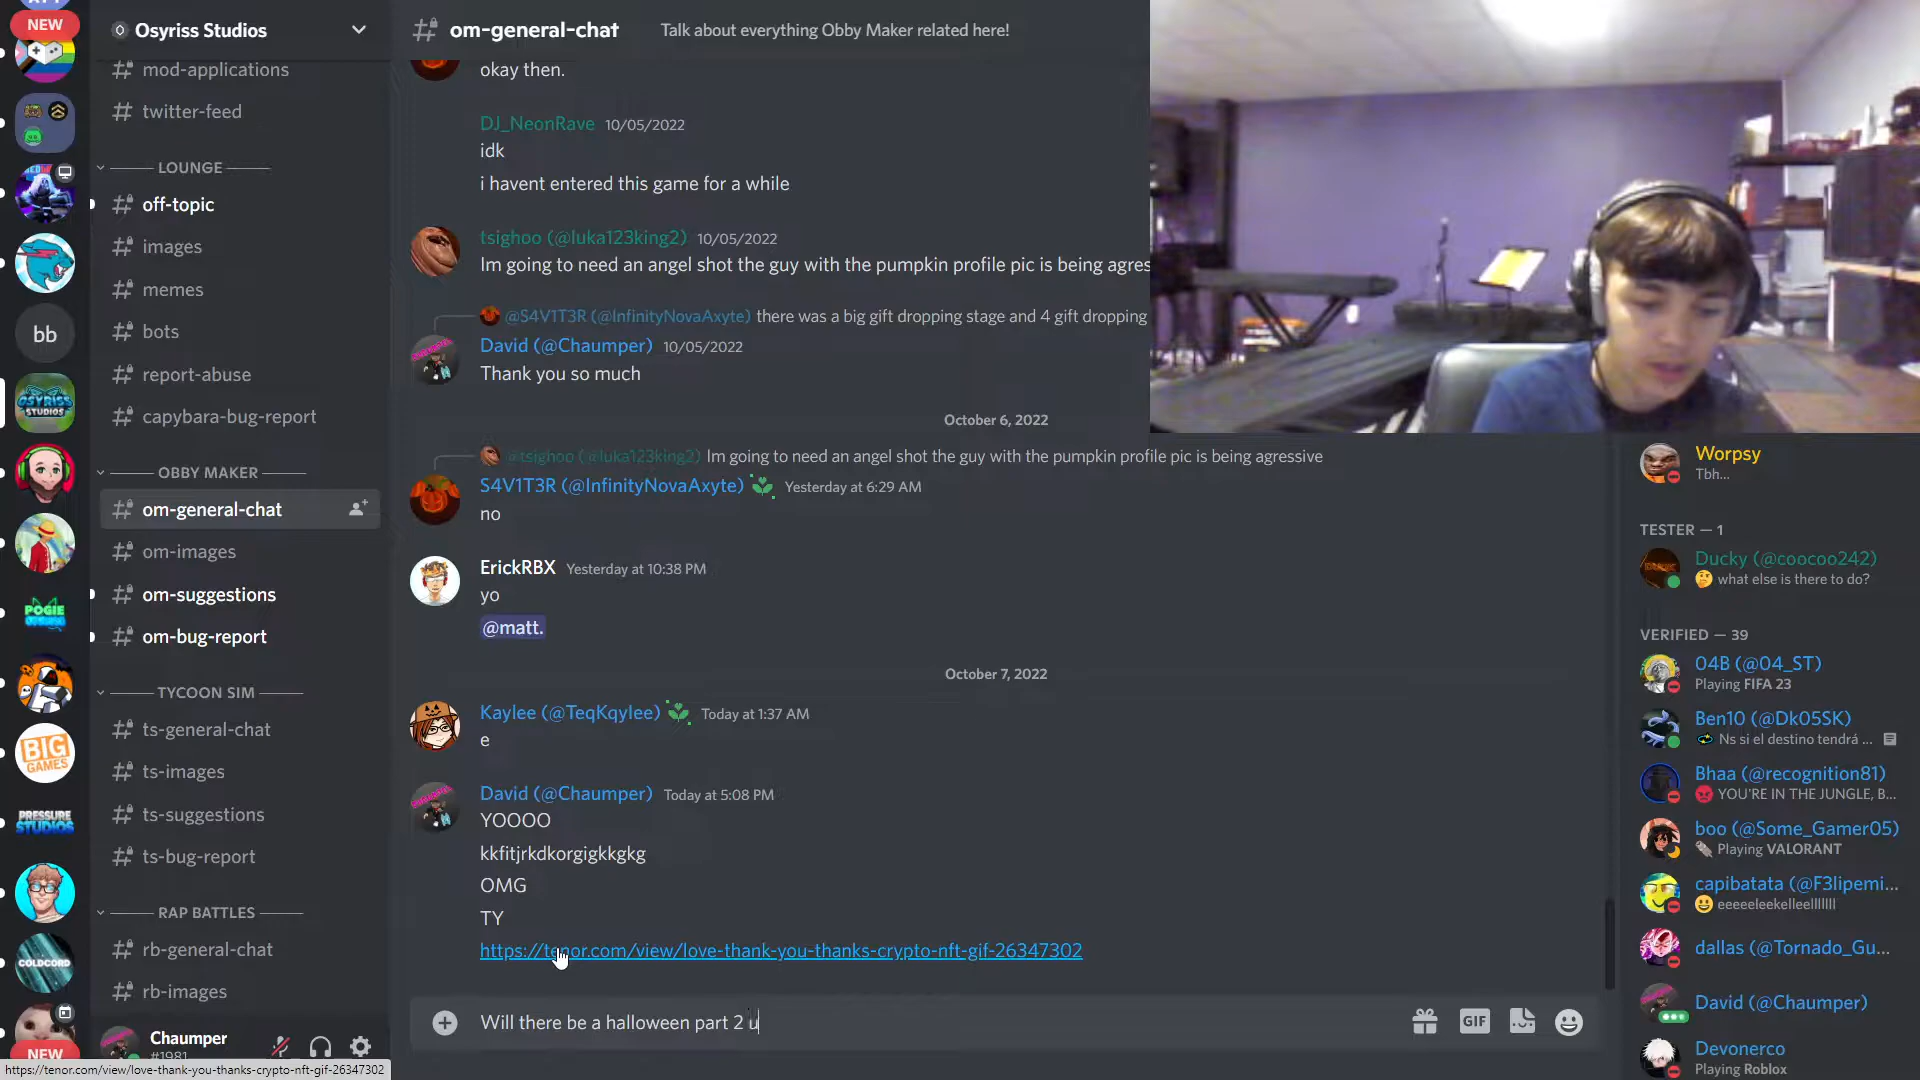 NEW
Osyriss Studios
mod-applications
twitter-feed
LOUNGE
off-topic
images
memes
bots
report-abuse
capybara-bug-report
OBBY MAKER
om-general-chat
om-images
om-suggestions
om-bug-report
TYCOON SIM
ts-general-chat
ts-images
ts-suggestions
ts-bug-report
RAP BATTLES
rb-general-chat
rb-images
bb
OSYRISS STUDIOS
POGIE
BIG GAMES
PRESSURE STUDIOS
COLDCORD
NEW
Chaumper
#1981
https://tenor.com/view/love-thank-you-thanks-crypto-nft-gif-26347302
om-general-chat Talk about everything Obby Maker related here!
okay then.
DJ_NeonRave 10/05/2022
idk
i havent entered this game for a while
tsighoo (@luka123king2) 10/05/2022
Im going to need an angel shot the guy with the pumpkin profile pic is being agres
@S4V1T3R (@InfinityNovaAxyte) there was a big gift dropping stage and 4 gift dropping
David (@Chaumper) 10/05/2022
Thank you so much
October 6, 2022
@tsighoo (@luka123king2) Im going to need an angel shot the guy with the pumpkin profile pic is being agressive
S4V1T3R (@InfinityNovaAxyte) Yesterday at 6:29 AM
no
ErickRBX Yesterday at 10:38 PM
yo
@matt.
October 7, 2022
Kaylee (@TeqKqylee) Today at 1:37 AM
e
David (@Chaumper) Today at 5:08 PM
YOOOO
kkfitjrkdkorgigkkgkg
OMG
TY
https://tenor.com/view/love-thank-you-thanks-crypto-nft-gif-26347302
Will there be a halloween part 2 u
GIF
Worpsy
Tbh...
TESTER — 1
Ducky (@coocoo242)
what else is there to do?
VERIFIED — 39
04B (@04_ST)
Playing FIFA 23
Ben10 (@Dk05SK)
Ns si el destino tendrá ...
Bhaa (@recognition81)
YOU'RE IN THE JUNGLE, B...
boo (@Some_Gamer05)
Playing VALORANT
capibatata (@F3lipemi...
eeeeeleekelleelllllll
dallas (@Tornado_Gu...
David (@Chaumper)
Devonerco
Playing Roblox